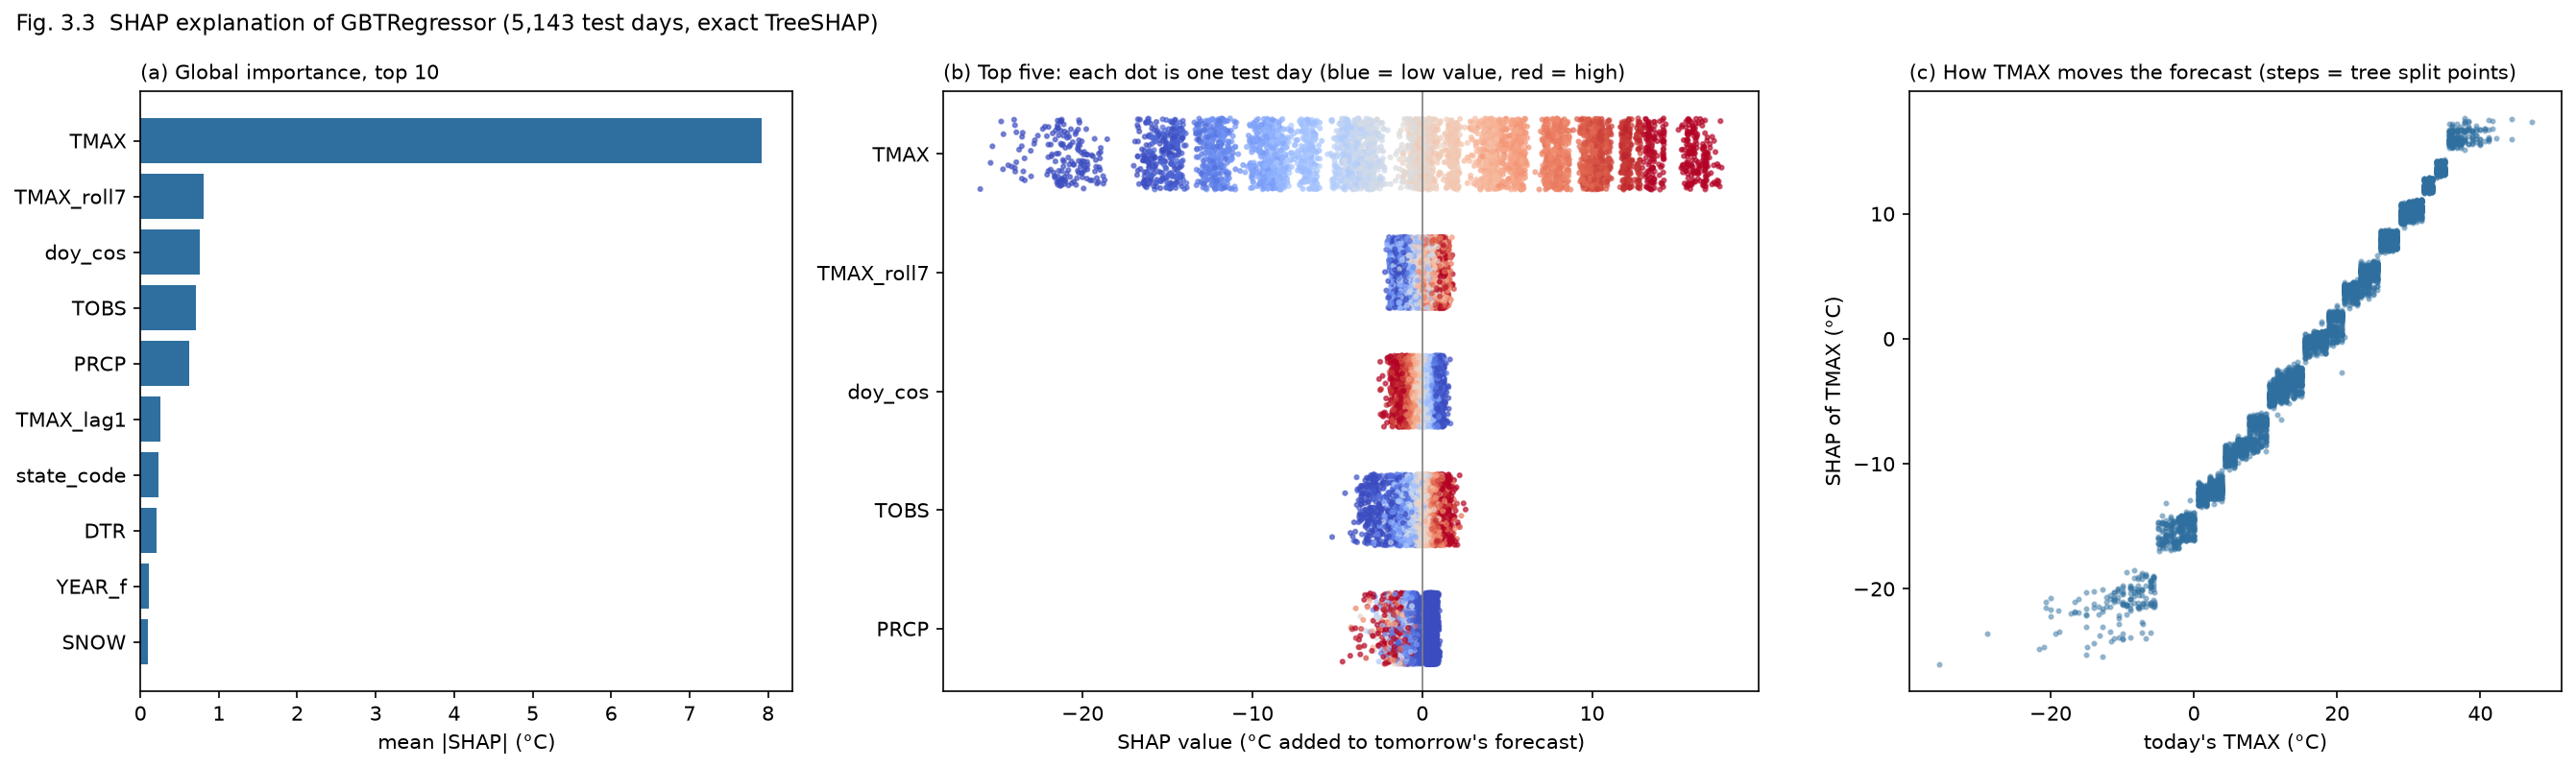 Fig. 3.3  SHAP explanation of GBTRegressor (5,143 test days, exact TreeSHAP)
(a) Global importance, top 10
TMAX
TMAX_roll7
doy_cos
TOBS
PRCP
TMAX_lag1
state_code
DTR
YEAR_f
SNOW
0 1 2 3 4 5 6 7 8
mean |SHAP| (°C)
(b) Top five: each dot is one test day (blue = low value, red = high)
TMAX
TMAX_roll7
doy_cos
TOBS
PRCP
−20 −10 0 10
SHAP value (°C added to tomorrow's forecast)
(c) How TMAX moves the forecast (steps = tree split points)
SHAP of TMAX (°C)
10
0
−10
−20
−20 0 20 40
today's TMAX (°C)